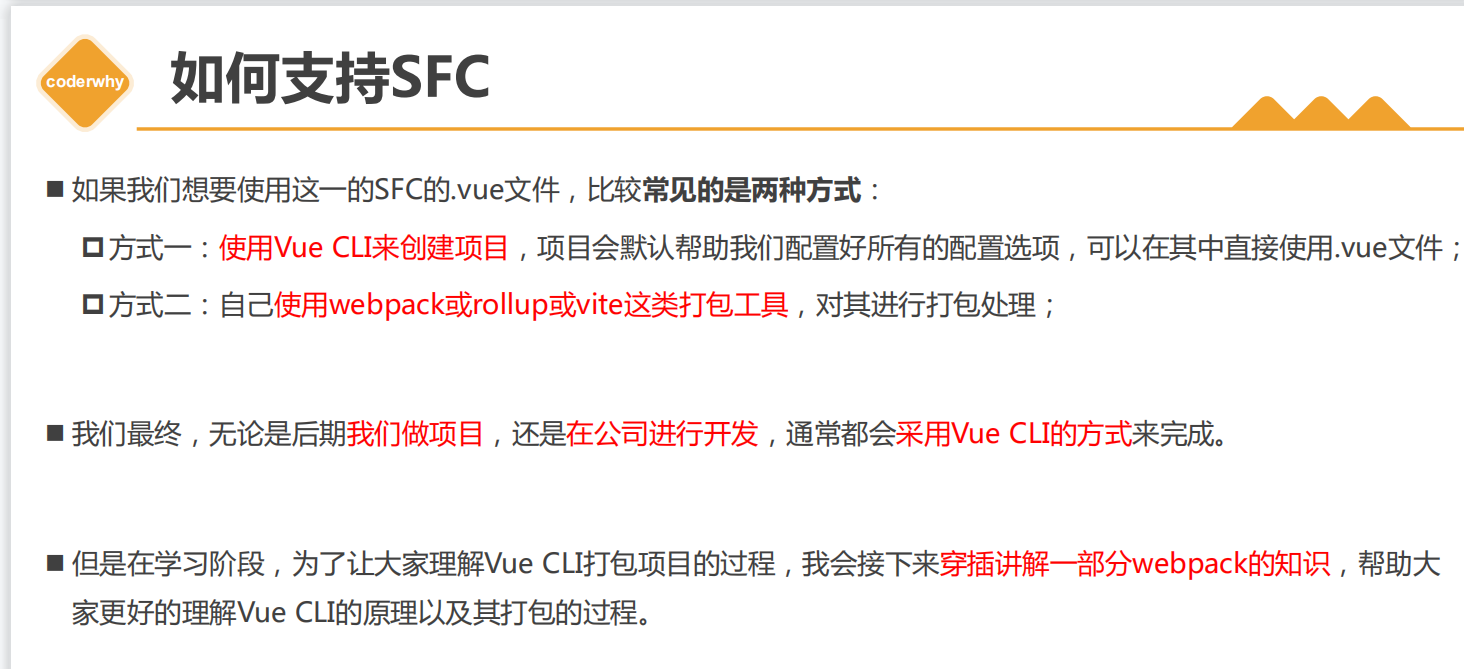 coderwhy
如何支持SFC
如果我们想要使用这一的SFC的.vue文件，比较常见的是两种方式：
方式一：使用Vue CLI来创建项目，项目会默认帮助我们配置好所有的配置选项，可以在其中直接使用.vue文件；
方式二：自己使用webpack或rollup或vite这类打包工具，对其进行打包处理；
我们最终，无论是后期我们做项目，还是在公司进行开发，通常都会采用Vue CLI的方式来完成。
但是在学习阶段，为了让大家理解Vue CLI打包项目的过程，我会接下来穿插讲解一部分webpack的知识，帮助大
家更好的理解Vue CLI的原理以及其打包的过程。